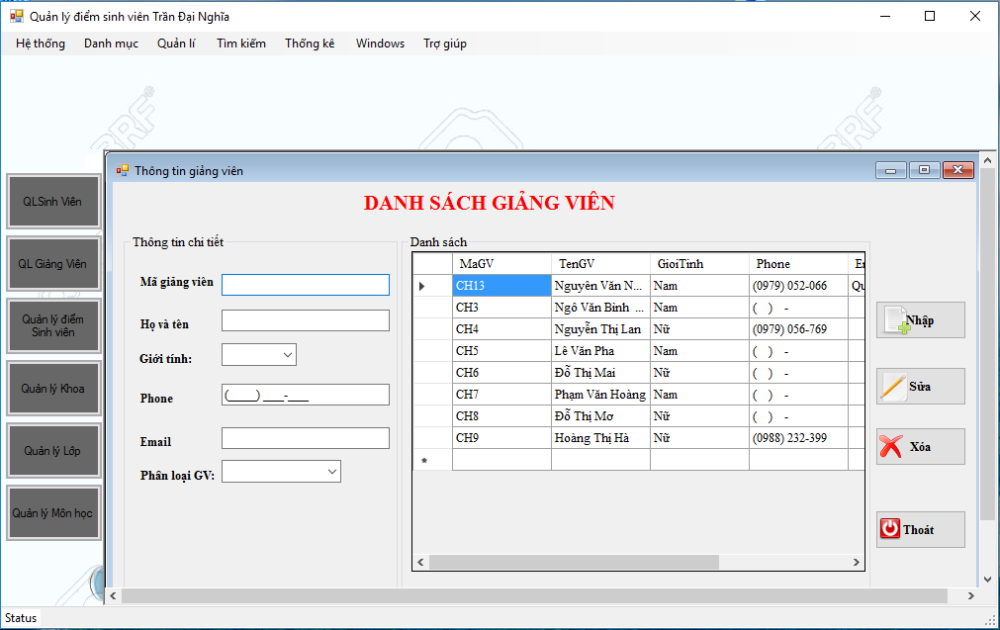 Quản lý điểm sinh viên Trần Đại Nghĩa
Hệ thống Danh mục Quản lí Tìm kiếm Thống kê Windows Trợ giúp
BRF®
BRF®
QLSinh Viên
QL Giảng Viên
Quản lý điểm
Sinh viên
Quản lý Khoa
Quản lý Lớp
Quản lý Môn học
Thông tin giảng viên
DANH SÁCH GIẢNG VIÊN
Thông tin chi tiết
Mã giảng viên
Họ và tên
Giới tính:
Phone (____) ___-____
Email
Phân loại GV:
Danh sách
MaGV TenGV GioiTinh Phone
CH13 Nguyên Văn N... Nam (0979) 052-066 Qu
CH3 Ngô Văn Bình ... Nam ( ) -
CH4 Nguyễn Thị Lan Nữ (0979) 056-769
CH5 Lê Văn Pha Nam ( ) -
CH6 Đỗ Thị Mai Nữ ( ) -
CH7 Phạm Văn Hoàng Nam ( ) -
CH8 Đỗ Thị Mơ Nữ ( ) -
CH9 Hoàng Thị Hà Nữ (0988) 232-399
*
Nhập
Sửa
Xóa
Thoát
Status